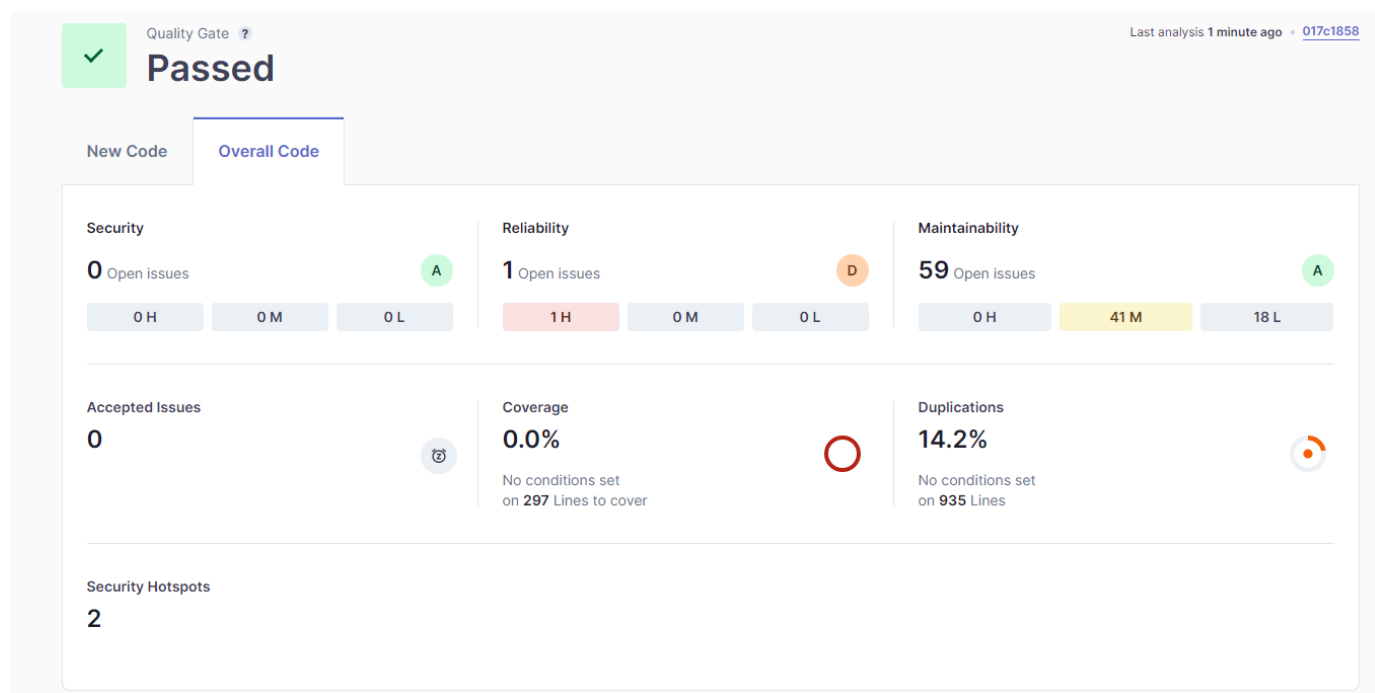 Quality Gate ?
Last analysis 1 minute ago • 017c1858
Passed
New Code
Overall Code
Security
0 Open issues
A
0 H
0 M
0 L
Reliability
1 Open issues
D
1 H
0 M
0 L
Maintainability
59 Open issues
A
0 H
41 M
18 L
Accepted Issues
0
Coverage
0.0%
No conditions set
on 297 Lines to cover
Duplications
14.2%
No conditions set
on 935 Lines
Security Hotspots
2